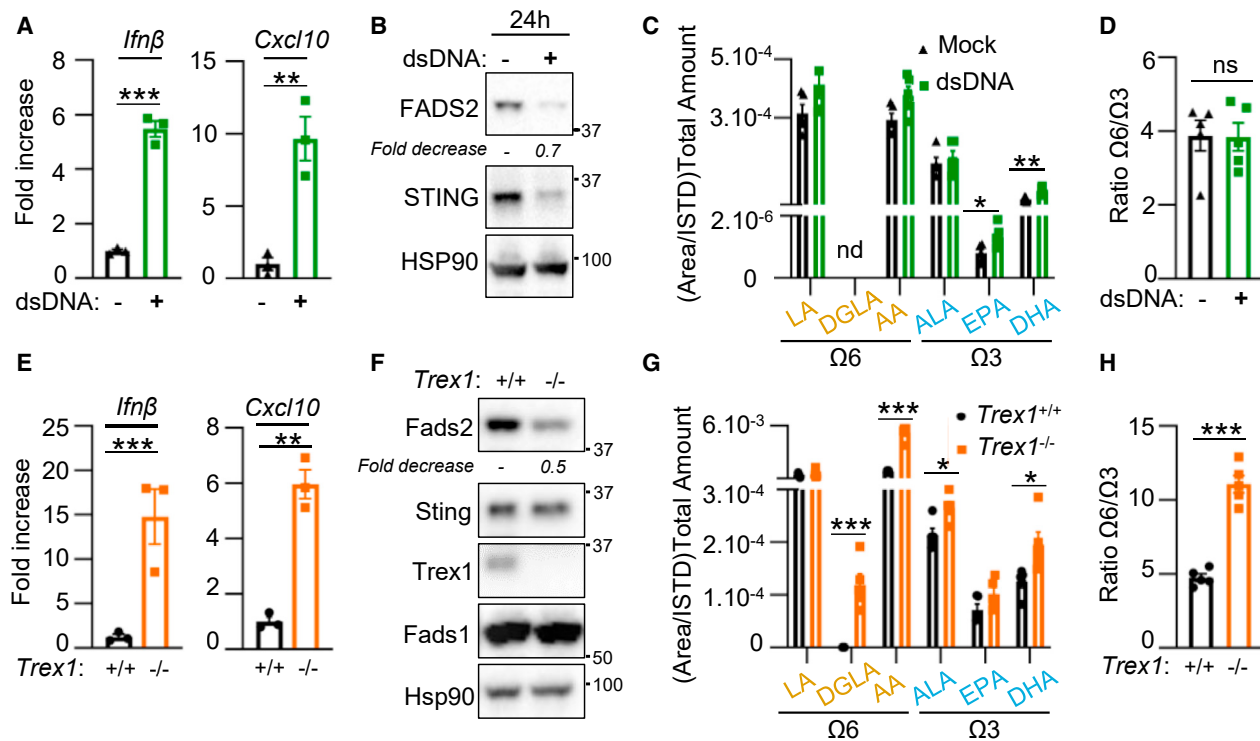 A
Ifnβ
Cxcl10
Fold increase
8
6
4
2
0
***
15
10
5
0
**
dsDNA: - + - +
B
24h
dsDNA: - +
FADS2
37
Fold decrease - 0.7
37
STING
HSP90
100
C
Mock
dsDNA
(Area/ISTD)Total Amount
5.10-4
3.10-4
2.10-6
0
nd
*
**
LA DGLA AA ALA EPA DHA
Ω6 Ω3
D
ns
Ratio Ω6/Ω3
6
4
2
0
dsDNA: - +
E
Ifnβ
Cxcl10
Fold increase
25
20
15
10
5
0
***
8
6
4
2
0
**
Trex1: +/+ -/- +/+ -/-
F
Trex1: +/+ -/-
Fads2
37
Fold decrease - 0.5
37
Sting
37
Trex1
Fads1
50
Hsp90
100
G
Trex1+/+
Trex1-/-
(Area/ISTD)Total Amount
6.10-3
3.10-4
2.10-4
1.10-4
0
***
***
*
*
LA DGLA AA ALA EPA DHA
Ω6 Ω3
H
***
Ratio Ω6/Ω3
15
10
5
0
Trex1: +/+ -/-